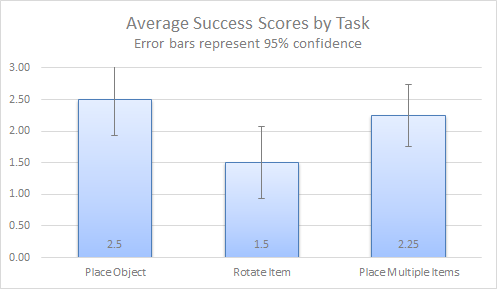 Average Success Scores by Task
Error bars represent 95% confidence
3.00
2.50
2.00
1.50
1.00
0.50
0.00
2.5
1.5
2.25
Place Object
Rotate Item
Place Multiple Items